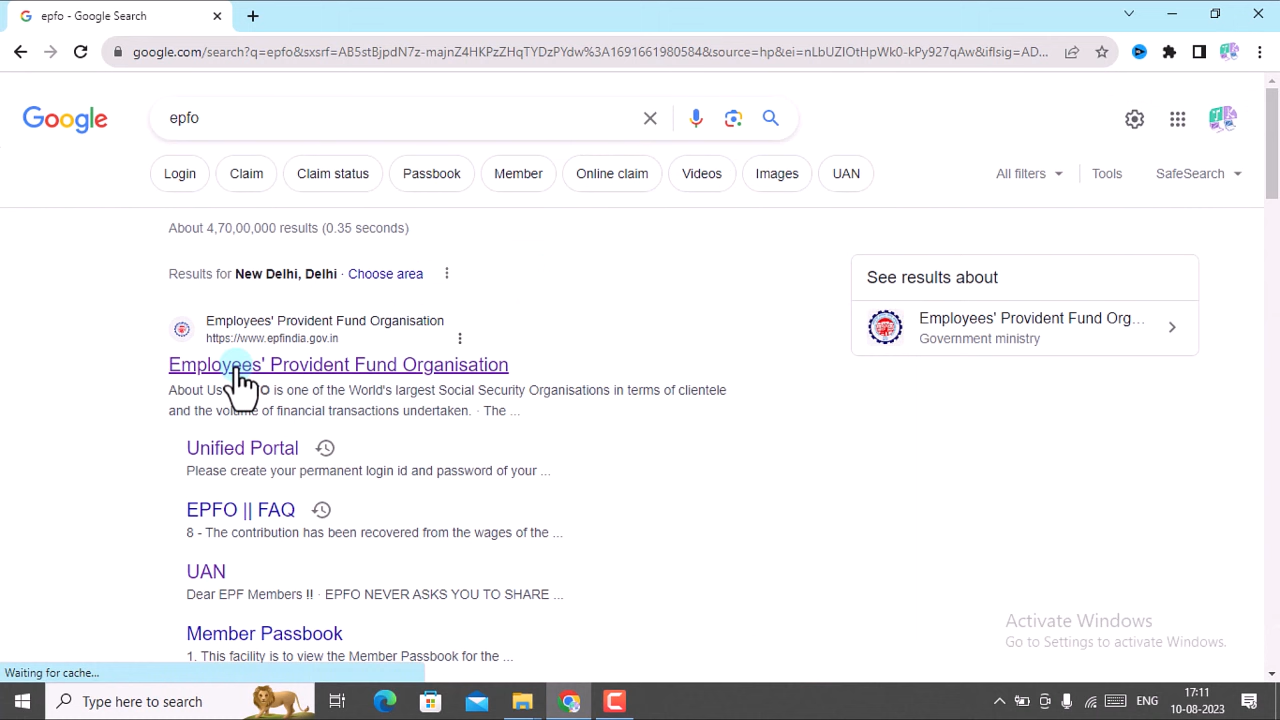 epfo - Google Search
google.com/search?q=epfo&sxsrf=AB5stBjpdN7z-majnZ4HKPzZHqTYDzPYdw%3A1691661980584&source=hp&ei=nLbUZIOtHpWk0-kPy927qAw&iflsig=AD...
Google
epfo
Login
Claim
Claim status
Passbook
Member
Online claim
Videos
Images
UAN
All filters
Tools
SafeSearch
About 4,70,00,000 results (0.35 seconds)
Results for New Delhi, Delhi · Choose area
See results about
Employees' Provident Fund Org...
Government ministry
Employees' Provident Fund Organisation
https://www.epfindia.gov.in
Employees' Provident Fund Organisation
About Us is one of the World's largest Social Security Organisations in terms of clientele
and the volume of financial transactions undertaken. · The ...
Unified Portal
Please create your permanent login id and password of your ...
EPFO || FAQ
8 - The contribution has been recovered from the wages of the ...
UAN
Dear EPF Members !! · EPFO NEVER ASKS YOU TO SHARE ...
Member Passbook
1. This facility is to view the Member Passbook for the ...
Activate Windows
Go to Settings to activate Windows.
Waiting for cache...
Type here to search
ENG
17:11
10-08-2023